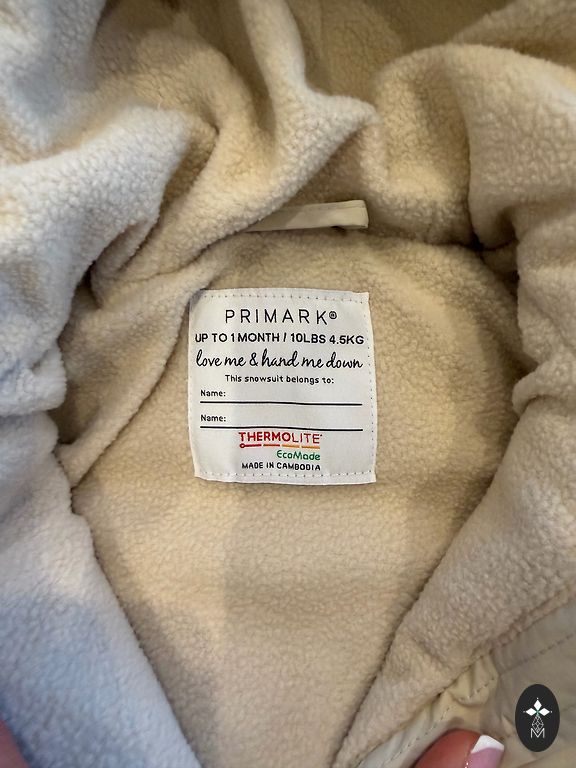 PRIMARK®
UP TO 1 MONTH / 10LBS 4.5KG
love me & hand me down
This snowsuit belongs to:
Name:
Name:
THERMOLITE®
EcoMade
MADE IN CAMBODIA
M